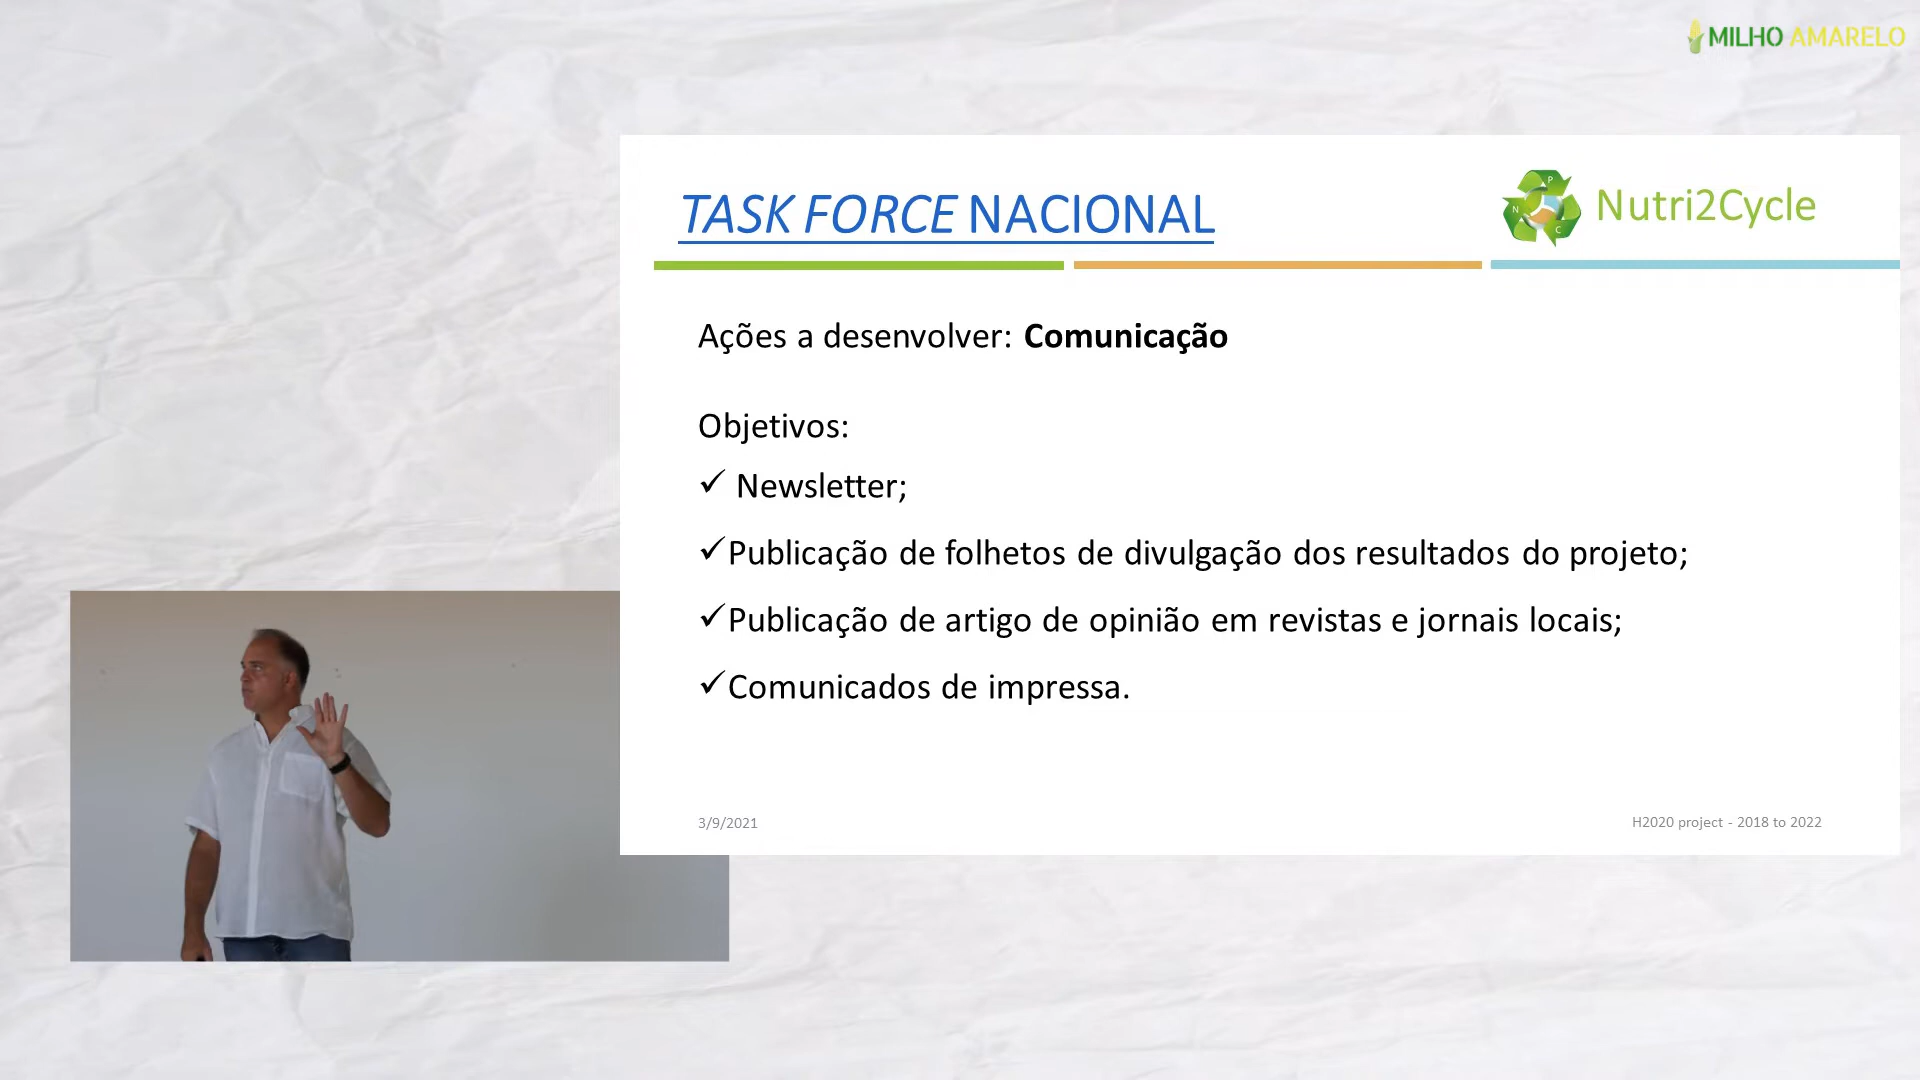 MILHO AMARELO
TASK FORCE NACIONAL
Nutri2Cycle
P
N
C
Ações a desenvolver: Comunicação
Objetivos:
✓ Newsletter;
✓Publicação de folhetos de divulgação dos resultados do projeto;
✓Publicação de artigo de opinião em revistas e jornais locais;
✓Comunicados de impressa.
3/9/2021
H2020 project - 2018 to 2022